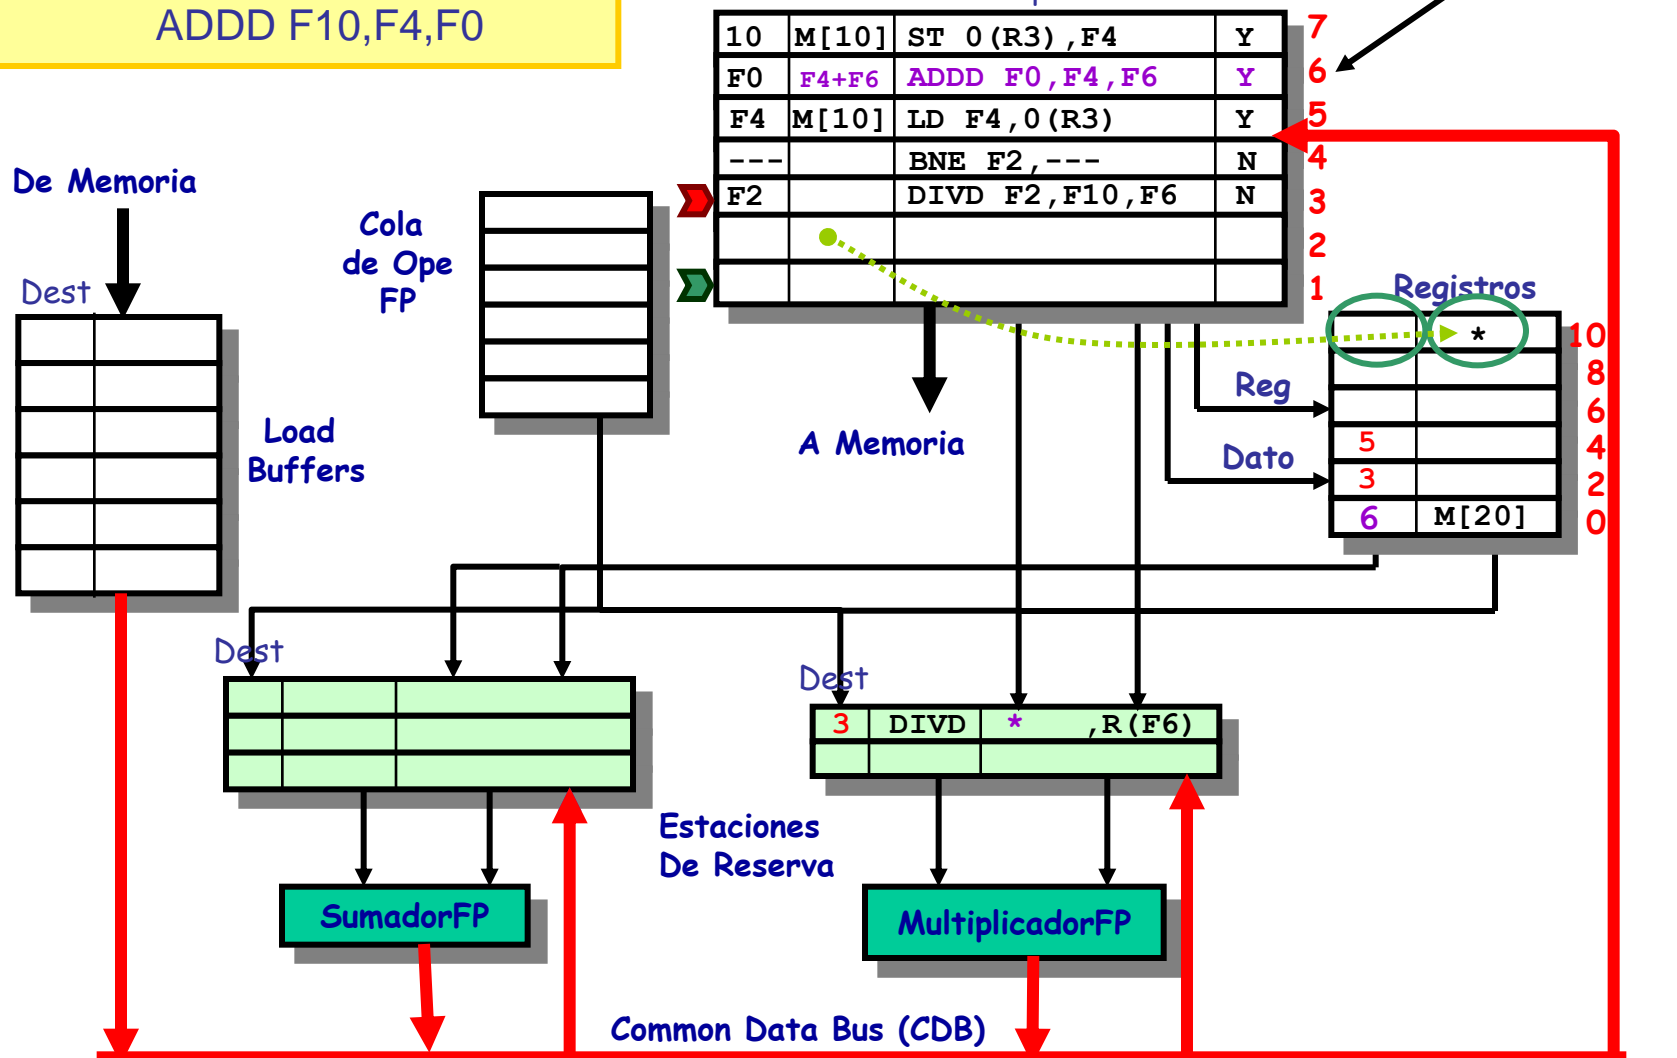 ADDD F10,F4,F0
10 M[10] ST 0(R3),F4 Y 7
F0 F4+F6 ADDD F0,F4,F6 Y 6
F4 M[10] LD F4,0(R3) Y 5
--- BNE F2,--- N 4
F2 DIVD F2,F10,F6 N 3
2
1
De Memoria
Dest
Cola
de Ope
FP
Load
Buffers
A Memoria
Registros
* 10
8
Reg
6
5 4
Dato
3 2
6 M[20] 0
Dest
Dest
3 DIVD * ,R(F6)
Estaciones
De Reserva
SumadorFP
MultiplicadorFP
Common Data Bus (CDB)